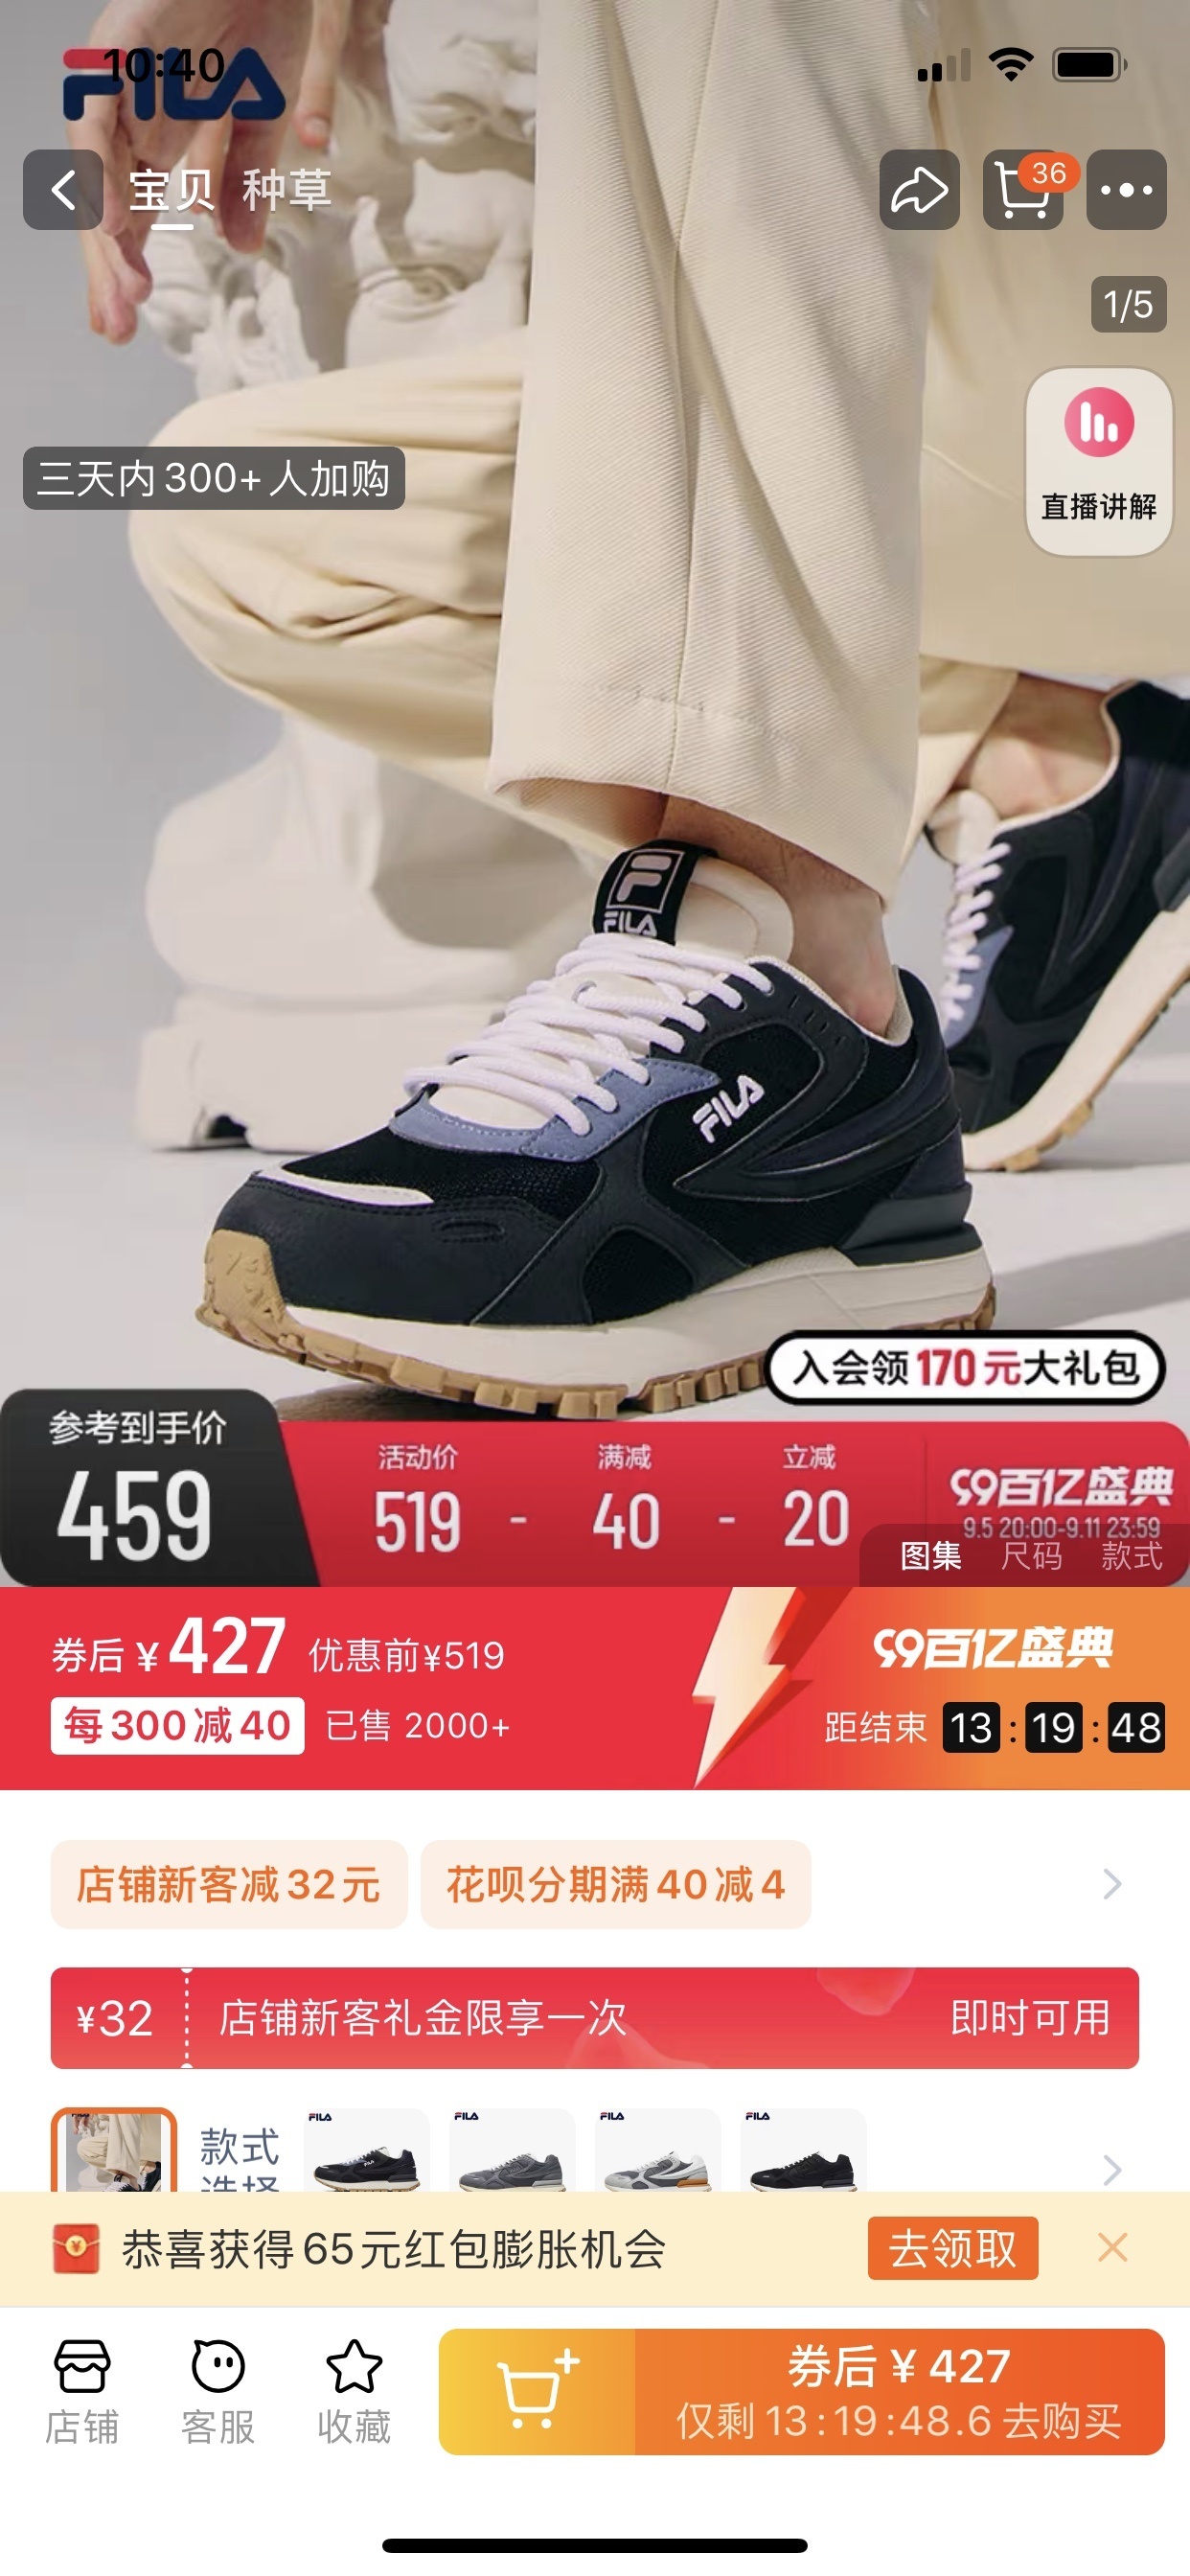 10:40
FILA
宝贝 种草
36
1/5
直播讲解
三天内300+人加购
FILA
FILA
入会领170元大礼包
参考到手价
459
活动价 满减 立减
519 - 40 - 20
99百亿盛典
9.5 20:00-9.11 23:59
图集 尺码 款式
券后 ¥427 优惠前¥519
99百亿盛典
每300减40 已售 2000+
距结束 13:19:48
店铺新客减32元 花呗分期满40减4
¥32 店铺新客礼金限享一次 即时可用
款式
选择
FILA FILA FILA FILA
恭喜获得65元红包膨胀机会 去领取
店铺 客服 收藏
券后 ¥ 427
仅剩13:19:48.6去购买